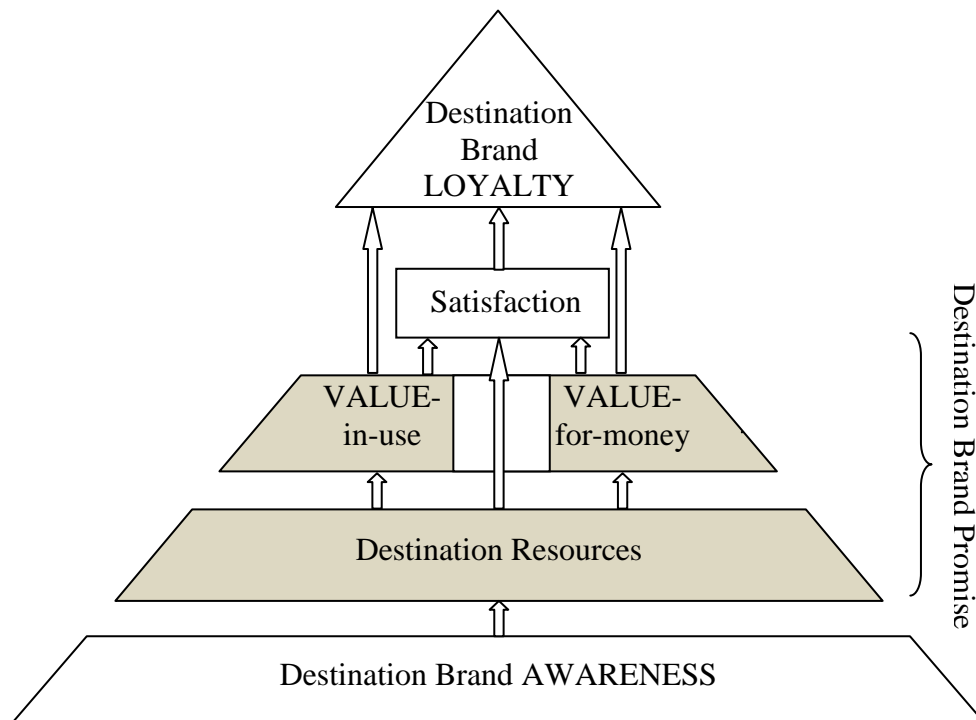 Destination
Brand
LOYALTY
Satisfaction
VALUE-
in-use
VALUE-
for-money
Destination Resources
Destination Brand AWARENESS
Destination Brand Promise